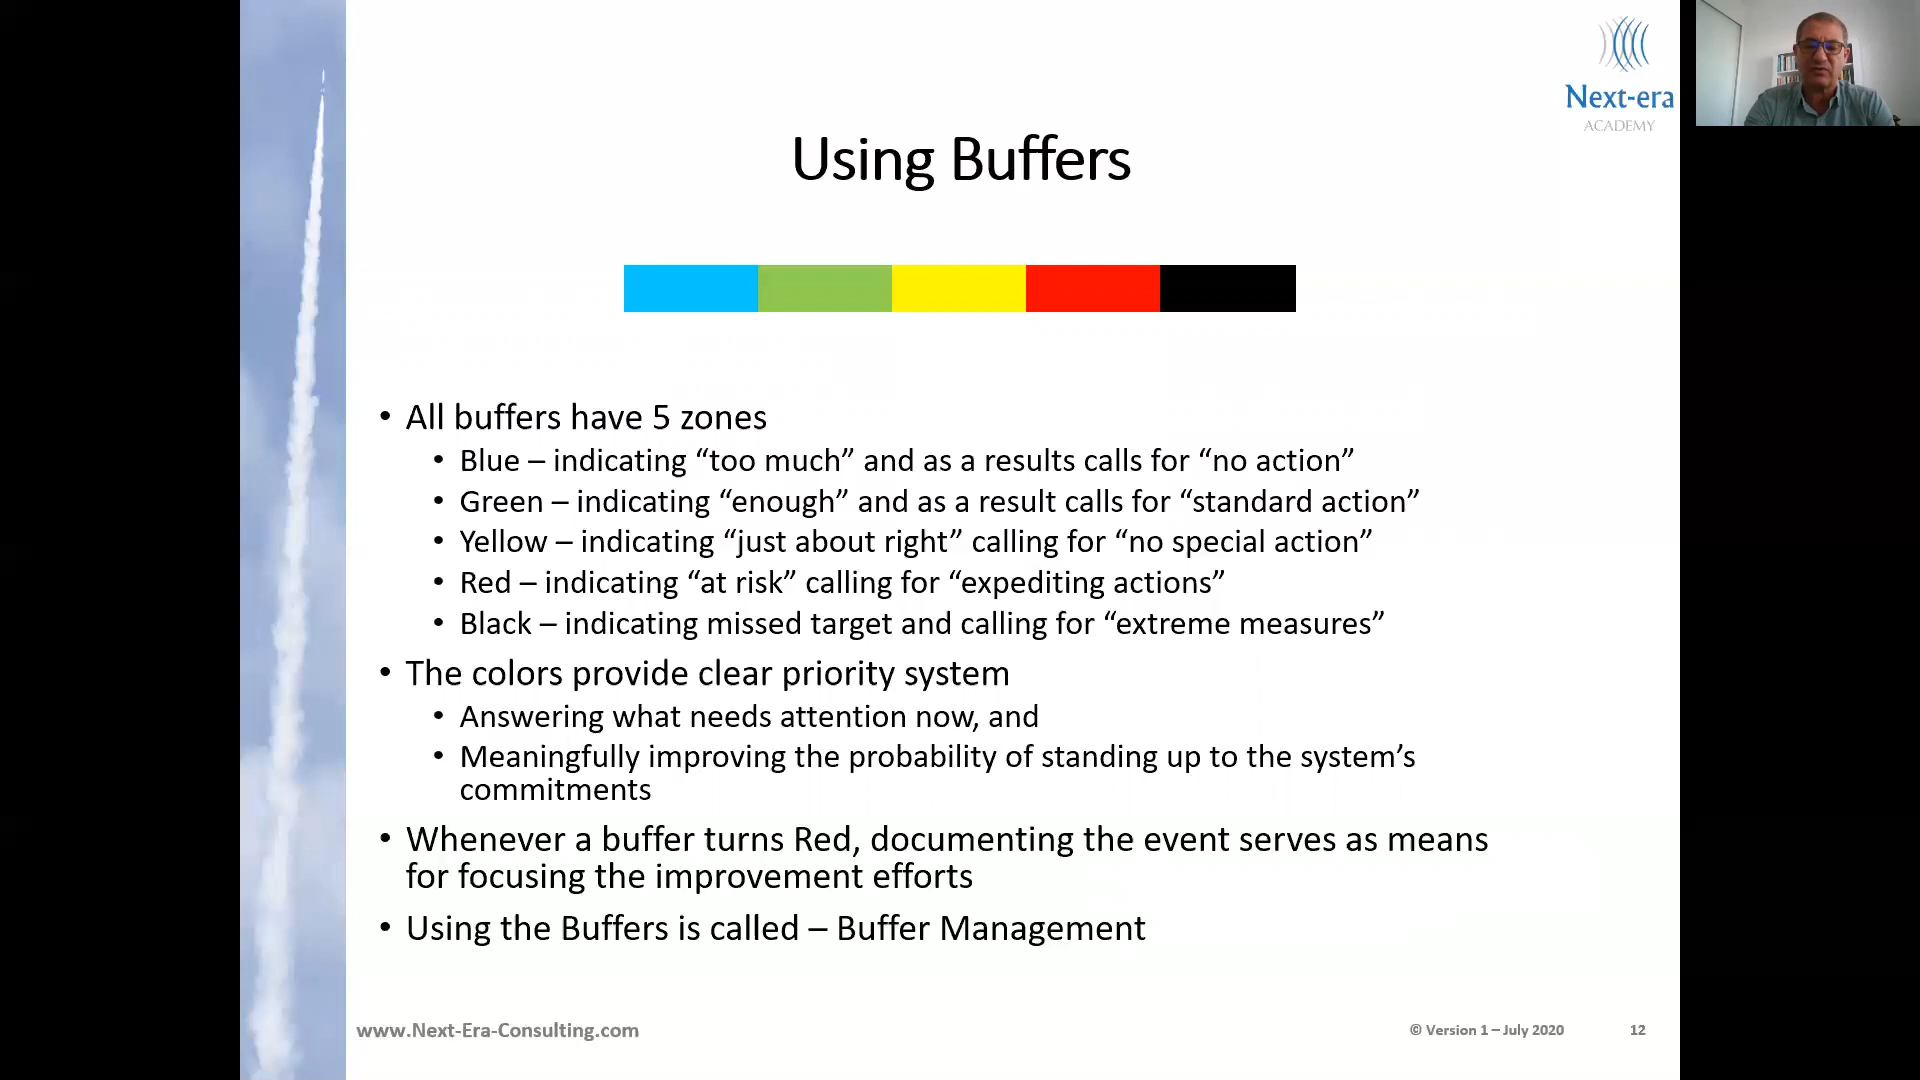 Next-era
ACADEMY
Using Buffers
• All buffers have 5 zones
• Blue – indicating “too much” and as a results calls for “no action”
• Green – indicating “enough” and as a result calls for “standard action”
• Yellow – indicating “just about right” calling for “no special action”
• Red – indicating “at risk” calling for “expediting actions”
• Black – indicating missed target and calling for “extreme measures”
• The colors provide clear priority system
• Answering what needs attention now, and
• Meaningfully improving the probability of standing up to the system’s
commitments
• Whenever a buffer turns Red, documenting the event serves as means
for focusing the improvement efforts
• Using the Buffers is called – Buffer Management
www.Next-Era-Consulting.com
© Version 1 – July 2020
12